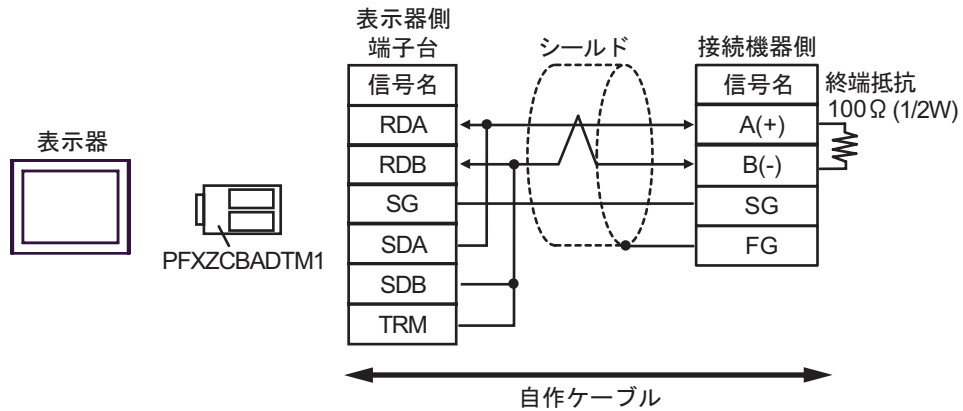 表示器
PFXZCBADTM1
表示器側
端子台
信号名
RDA
RDB
SG
SDA
SDB
TRM
シールド
接続機器側
信号名
A(+)
B(-)
SG
FG
終端抵抗
100Ω (1/2W)
自作ケーブル